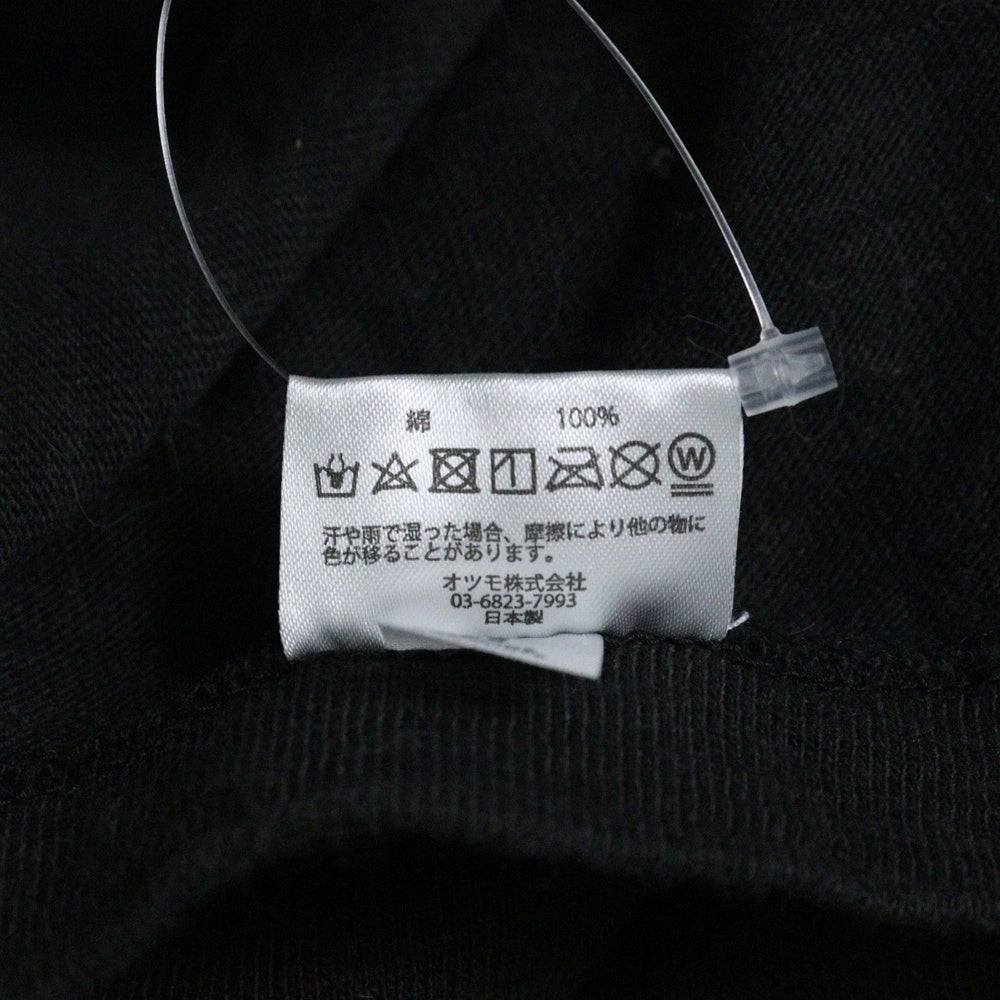 綿 100%
W
汗や雨で湿った場合、摩擦により他の物に
色が移ることがあります。
オツモ株式会社
03-6823-7993
日本製